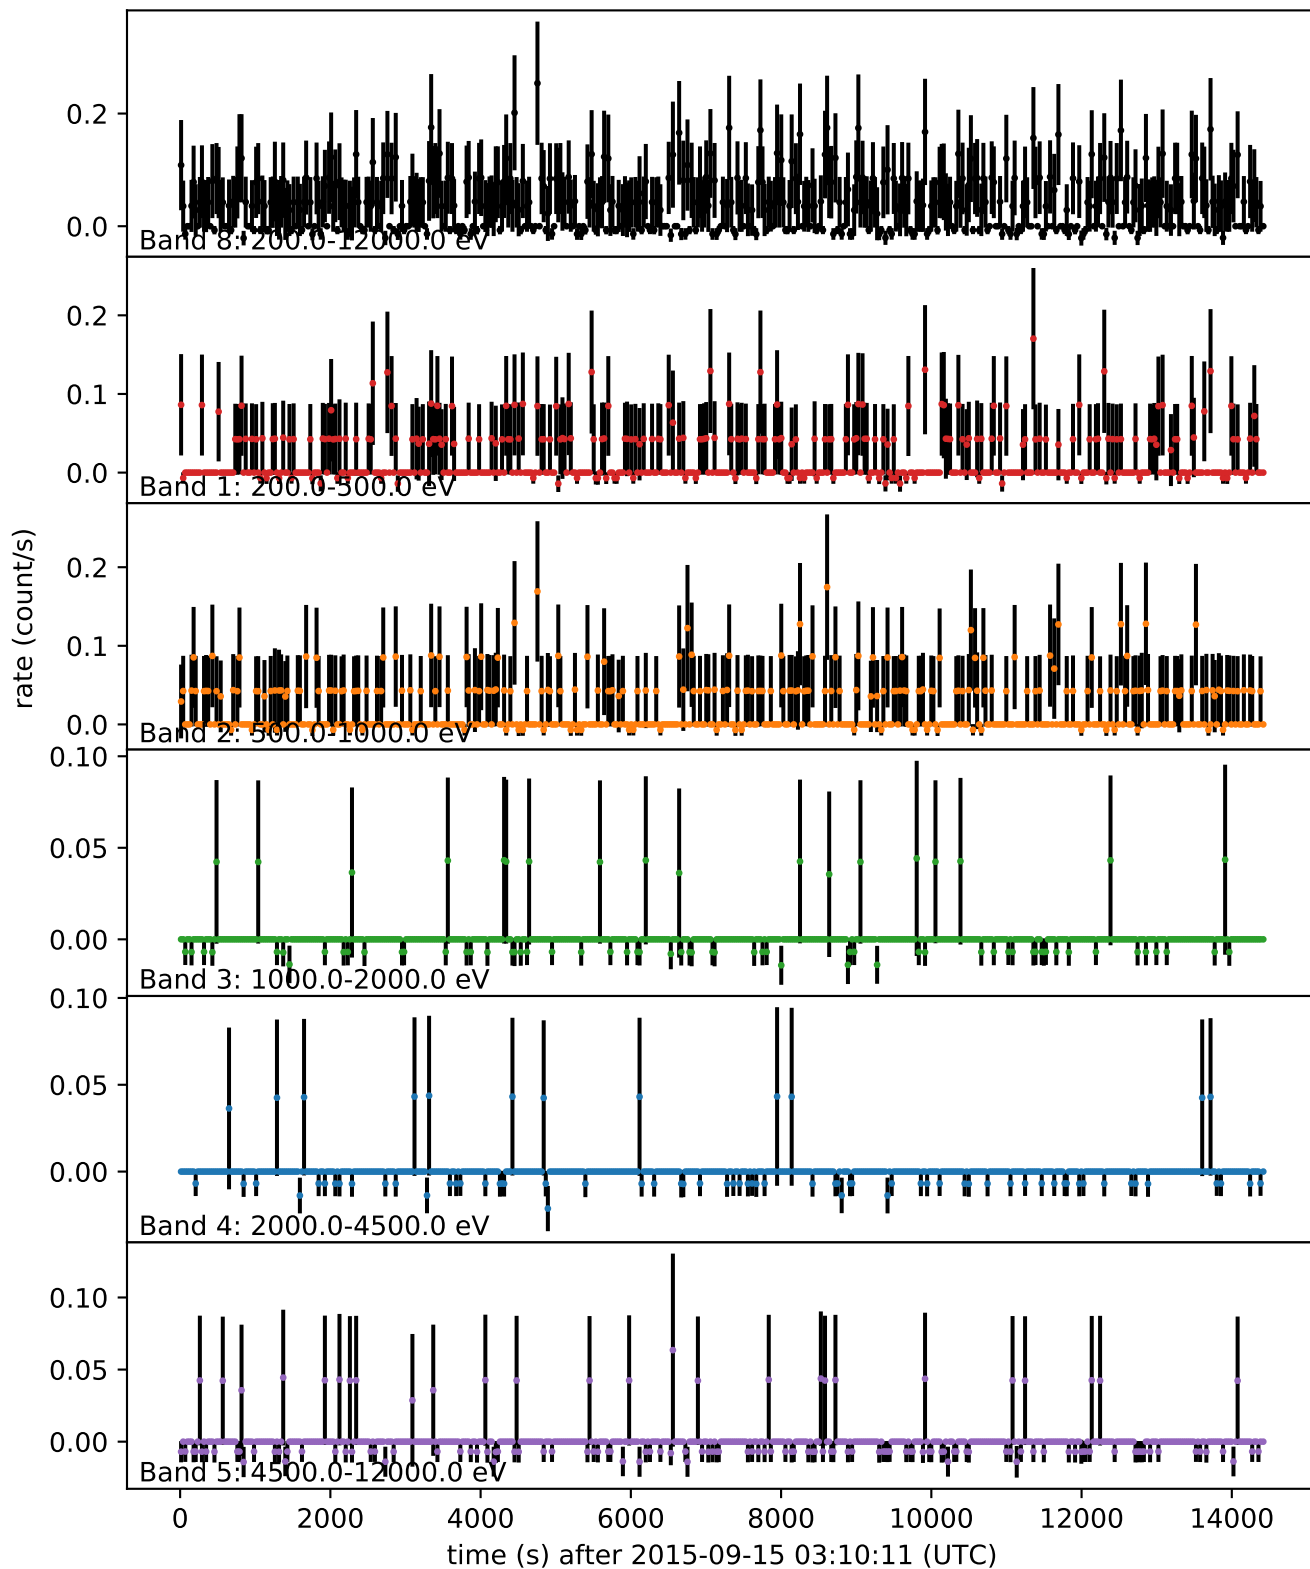 0.2
0.0
Band 8: 200.0-12000.0 eV
0.2
0.1
0.0
Band 1: 200.0-500.0 eV
0.2
0.1
0.0
Band 2: 500.0-1000.0 eV
rate (count/s)
0.10
0.05
0.00
Band 3: 1000.0-2000.0 eV
0.10
0.05
0.00
Band 4: 2000.0-4500.0 eV
0.10
0.05
0.00
Band 5: 4500.0-12000.0 eV
0 2000 4000 6000 8000 10000 12000 14000
time (s) after 2015-09-15 03:10:11 (UTC)